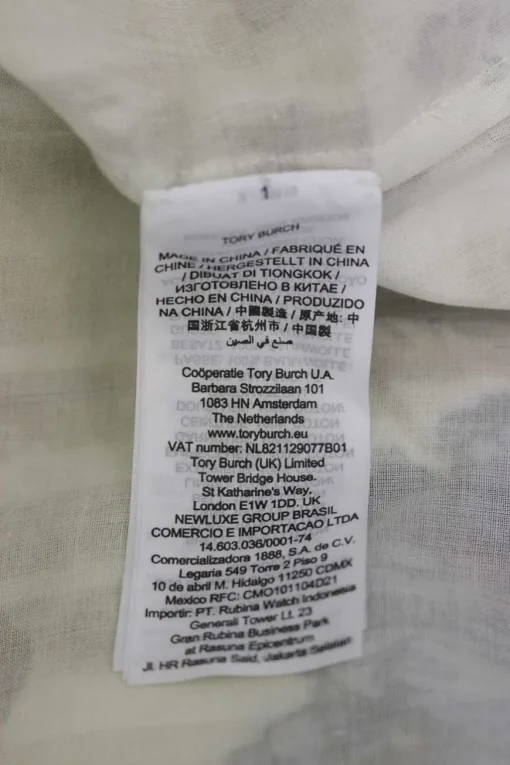 1
TORY BURCH
MADE IN CHINA / FABRIQUÉ EN
CHINE / HERGESTELLT IN CHINA
/ DIBUAT DI TIONGKOK /
ИЗГОТОВЛЕНО В КИТАЕ /
HECHO EN CHINA / PRODUZIDO
NA CHINA / 中國製造 / 原产地: 中
国浙江省杭州市 / 中国製
صنع في الصين
Coöperatie Tory Burch U.A.
Barbara Strozzilaan 101
1083 HN Amsterdam
The Netherlands
www.toryburch.eu
VAT number: NL821129077B01
Tory Burch (UK) Limited
Tower Bridge House.
St Katharine's Way,
London E1W 1DD. UK
NEWLUXE GROUP BRASIL
COMERCIO E IMPORTACAO LTDA
14.603.036/0001-74
Comercializadora 1888, S.A. de C.V.
Legaria 549 Torre 2 Piso 9
10 de abril M. Hidalgo 11250 CDMX
Mexico RFC: CMO101104D21
Importir: PT. Rubina Watch Indonesia
Generali Tower Lt. 23
Gran Rubina Business Park
at Rasuna Epicentrum
Jl. HR Rasuna Said, Jakarta Selatan